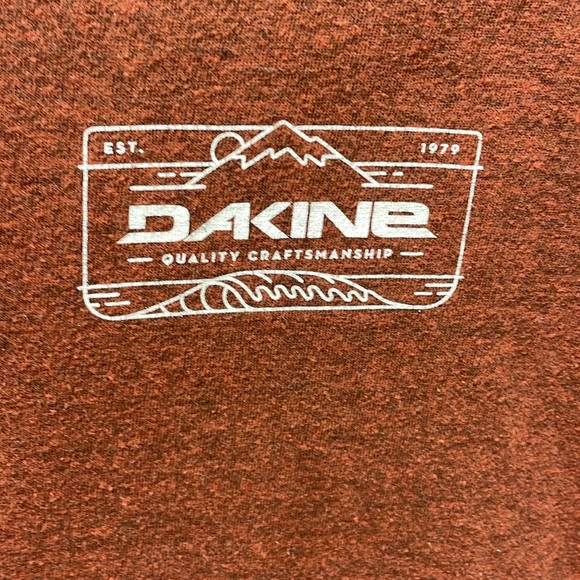 EST. 1979
DAKINE
QUALITY CRAFTSMANSHIP